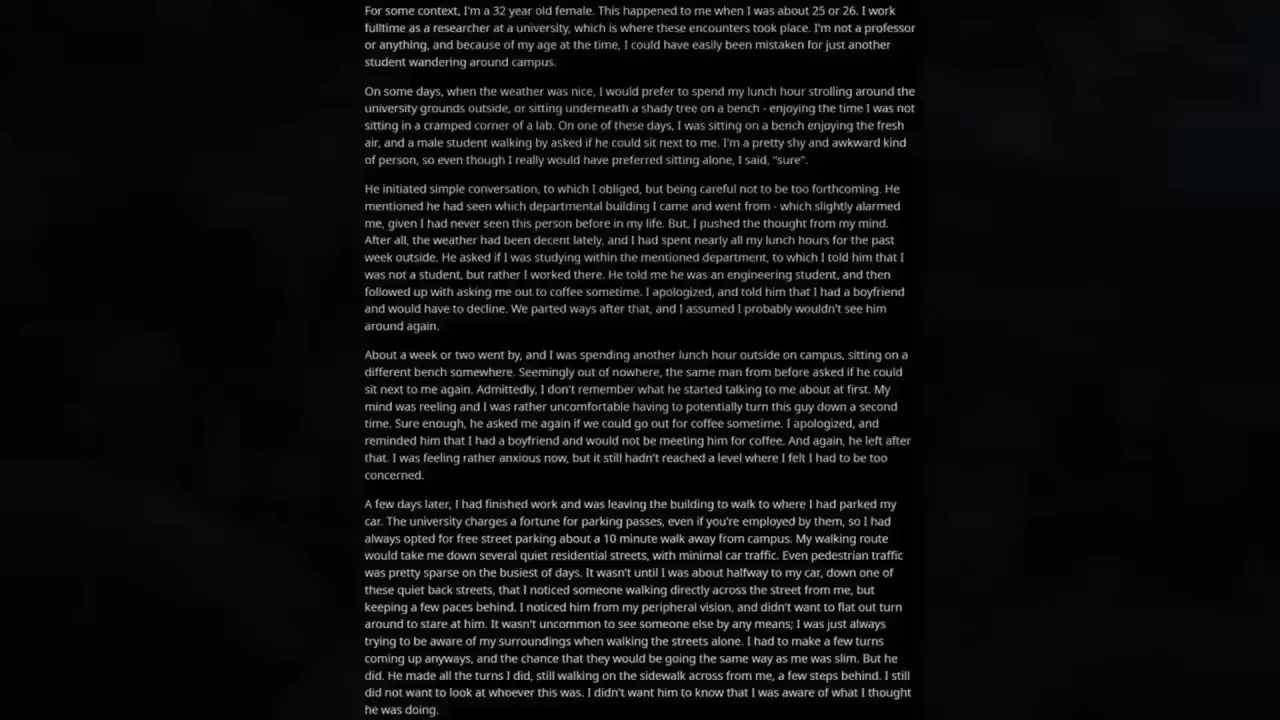 For some context, I'm a 32 year old female. This happened to me when I was about 25 or 26. I work
fulltime as a researcher at a university, which is where these encounters took place. I'm not a professor
or anything, and because of my age at the time, I could have easily been mistaken for just another
student wandering around campus.
On some days, when the weather was nice, I would prefer to spend my lunch hour strolling around the
university grounds outside, or sitting underneath a shady tree on a bench - enjoying the time I was not
sitting in a cramped corner of a lab. On one of these days, I was sitting on a bench enjoying the fresh
air, and a male student walking by asked if he could sit next to me. I'm a pretty shy and awkward kind
of person, so even though I really would have preferred sitting alone, I said, "sure".
He initiated simple conversation, to which I obliged, but being careful not to be too forthcoming. He
mentioned he had seen which departmental building I came and went from - which slightly alarmed
me, given I had never seen this person before in my life. But, I pushed the thought from my mind.
After all, the weather had been decent lately, and I had spent nearly all my lunch hours for the past
week outside. He asked if I was studying within the mentioned department, to which I told him that I
was not a student, but rather I worked there. He told me he was an engineering student, and then
followed up with asking me out to coffee sometime. I apologized, and told him that I had a boyfriend
and would have to decline. We parted ways after that, and I assumed I probably wouldn't see him
around again.
About a week or two went by, and I was spending another lunch hour outside on campus, sitting on a
different bench somewhere. Seemingly out of nowhere, the same man from before asked if he could
sit next to me again. Admittedly, I don't remember what he started talking to me about at first. My
mind was reeling and I was rather uncomfortable having to potentially turn this guy down a second
time. Sure enough, he asked me again if we could go out for coffee sometime. I apologized, and
reminded him that I had a boyfriend and would not be meeting him for coffee. And again, he left after
that. I was feeling rather anxious now, but it still hadn't reached a level where I felt I had to be too
concerned.
A few days later, I had finished work and was leaving the building to walk to where I had parked my
car. The university charges a fortune for parking passes, even if you're employed by them, so I had
always opted for free street parking about a 10 minute walk away from campus. My walking route
would take me down several quiet residential streets, with minimal car traffic. Even pedestrian traffic
was pretty sparse on the busiest of days. It wasn't until I was about halfway to my car, down one of
these quiet back streets, that I noticed someone walking directly across the street from me, but
keeping a few paces behind. I noticed him from my peripheral vision, and didn't want to flat out turn
around to stare at him. It wasn't uncommon to see someone else by any means; I was just always
trying to be aware of my surroundings when walking the streets alone. I had to make a few turns
coming up anyways, and the chance that they would be going the same way as me was slim. But he
did. He made all the turns I did, still walking on the sidewalk across from me, a few steps behind. I still
did not want to look at whoever this was. I didn't want him to know that I was aware of what I thought
he was doing.